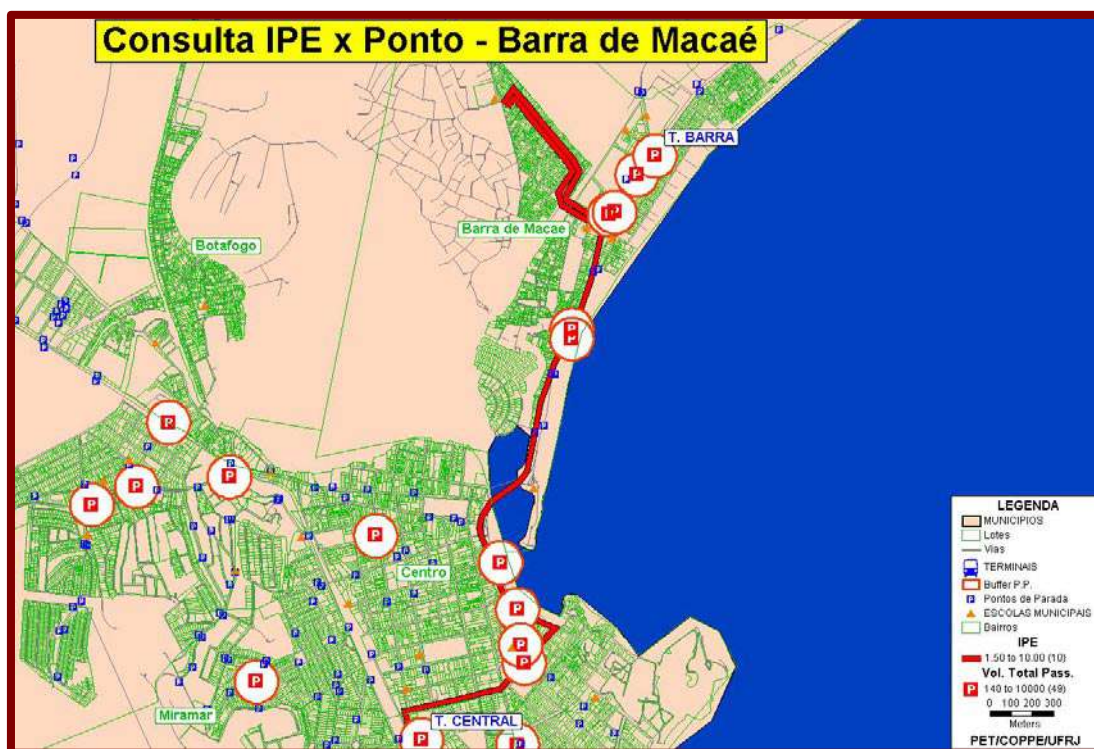 Consulta IPE x Ponto - Barra de Macaé
T. BARRA
Barra de Macae
Botafogo
Centro
Miramar
T. CENTRAL
LEGENDA
MUNICIPIOS
Lotes
Vias
TERMINAIS
Buffer P.P.
Pontos de Parada
ESCOLAS MUNICIPAIS
Bairros
IPE
1.50 to 10.00 (10)
Vol. Total Pass.
P 140 to 10000 (49)
0 100 200 300
Meters
PET/COPPE/UFRJ